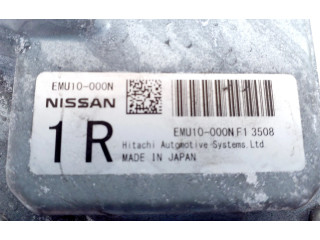 EMU10-000N
NISSAN
1R
EMU10-000N F1 3508
Hitachi Automotive Systems.Ltd.
MADE IN JAPAN